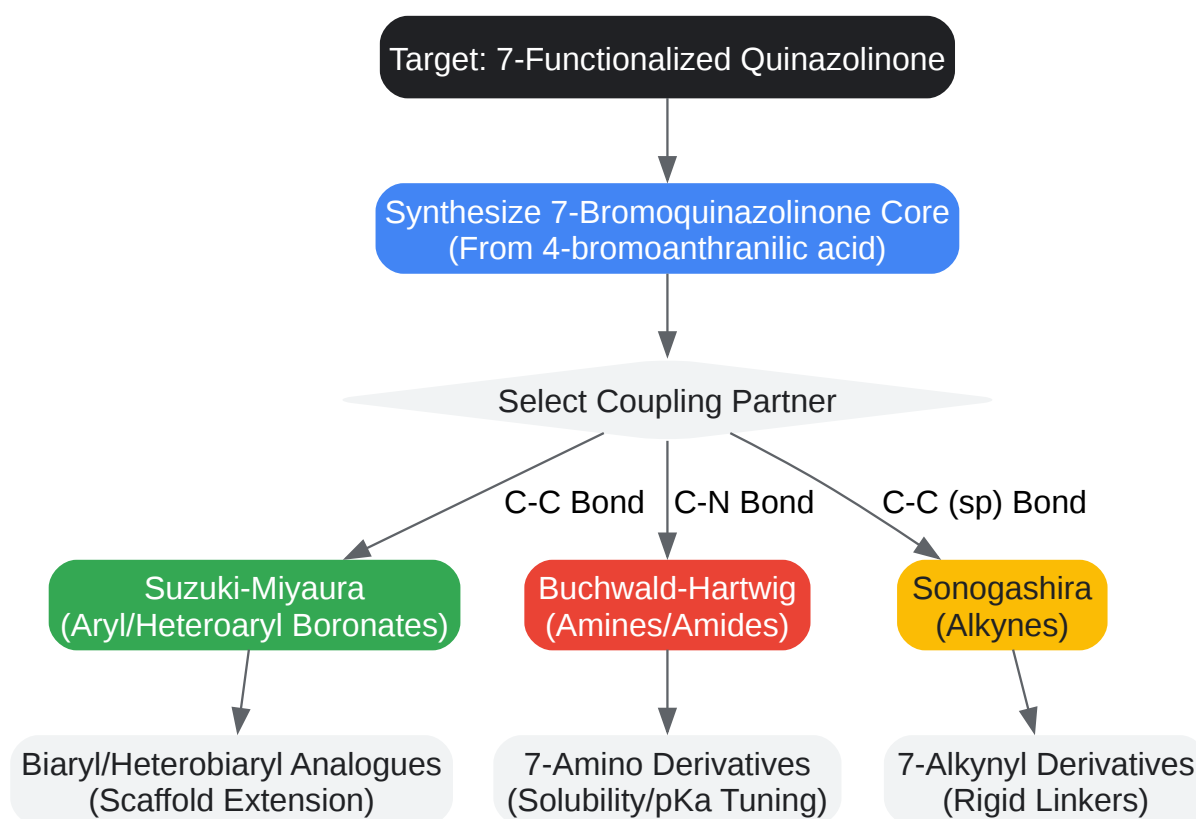 Target: 7-Functionalized Quinazolinone
Synthesize 7-Bromoquinazolinone Core
(From 4-bromoanthranilic acid)
Select Coupling Partner
C-C Bond
C-N Bond
C-C (sp) Bond
Suzuki-Miyaura
(Aryl/Heteroaryl Boronates)
Buchwald-Hartwig
(Amines/Amides)
Sonogashira
(Alkynes)
Biaryl/Heterobiaryl Analogues
(Scaffold Extension)
7-Amino Derivatives
(Solubility/pKa Tuning)
7-Alkynyl Derivatives
(Rigid Linkers)